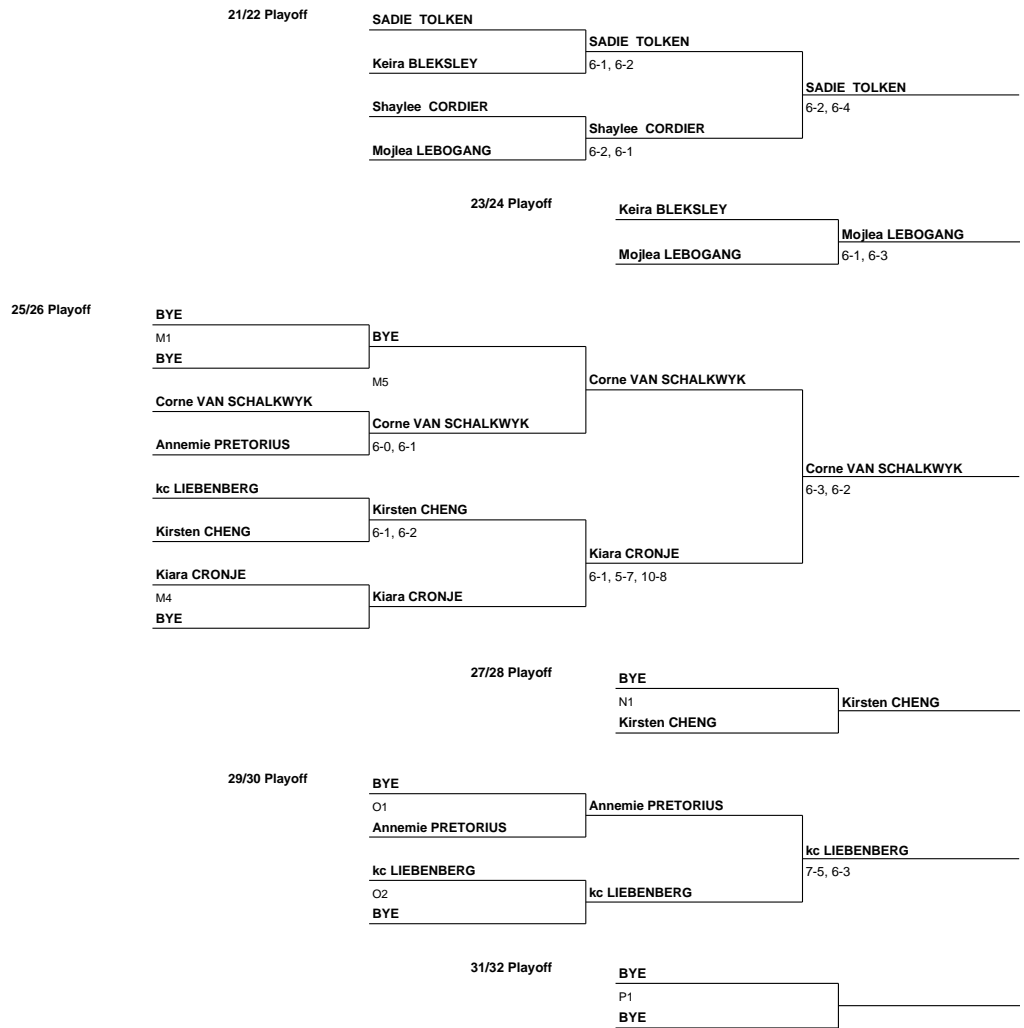 21/22 Playoff
SADIE  TOLKEN
SADIE  TOLKEN
Keira BLEKSLEY
6-1, 6-2
SADIE  TOLKEN
6-2, 6-4
Shaylee  CORDIER
Shaylee  CORDIER
Mojlea LEBOGANG
6-2, 6-1
23/24 Playoff
Keira BLEKSLEY
Mojlea LEBOGANG
Mojlea LEBOGANG
6-1, 6-3
25/26 Playoff
BYE
M1
BYE
BYE
M5
Corne VAN SCHALKWYK
Corne VAN SCHALKWYK
Corne VAN SCHALKWYK
Annemie PRETORIUS
6-0, 6-1
Corne VAN SCHALKWYK
6-3, 6-2
kc LIEBENBERG
Kirsten CHENG
Kirsten CHENG
6-1, 6-2
Kiara CRONJE
6-1, 5-7, 10-8
Kiara CRONJE
M4
Kiara CRONJE
BYE
27/28 Playoff
BYE
N1
Kirsten CHENG
Kirsten CHENG
29/30 Playoff
BYE
O1
Annemie PRETORIUS
Annemie PRETORIUS
kc LIEBENBERG
7-5, 6-3
kc LIEBENBERG
O2
kc LIEBENBERG
BYE
31/32 Playoff
BYE
P1
BYE